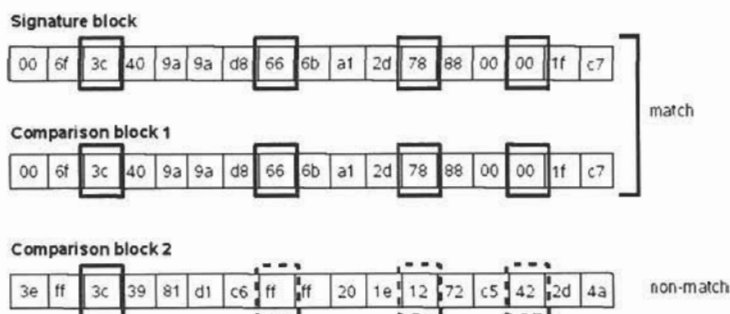 Signature block
00 6f 3c 40 9a 9a d8 66 6b a1 2d 78 88 00 00 1f c7
match
Comparison block 1
00 6f 3c 40 9a 9a d8 66 6b a1 2d 78 88 00 00 1f c7
Comparison block 2
3e ff 3c 39 81 d1 c6 ff ff 20 1e 12 72 c5 42 2d 4a
non-match